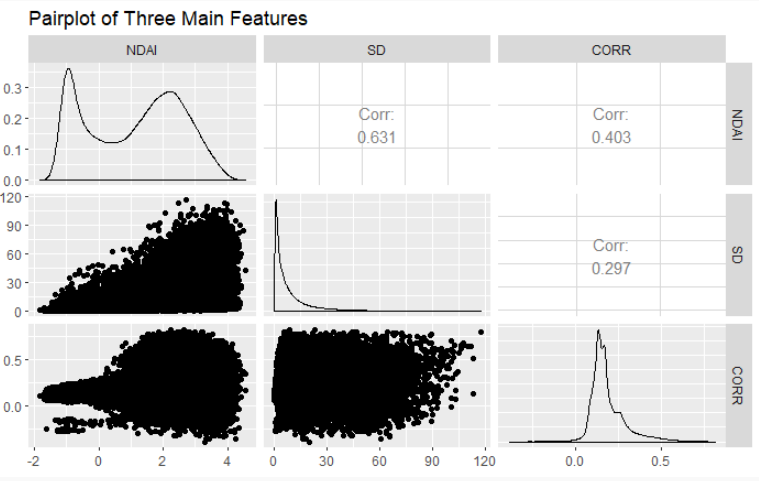 Pairplot of Three Main Features
NDAI SD CORR
0.3
0.2
0.1
0.0
Corr:
0.631
Corr:
0.403
NDAI
120
90
60
30
0
Corr:
0.297
SD
0.5
0.0
CORR
-2 0 2 4 0 30 60 90 120 0.0 0.5